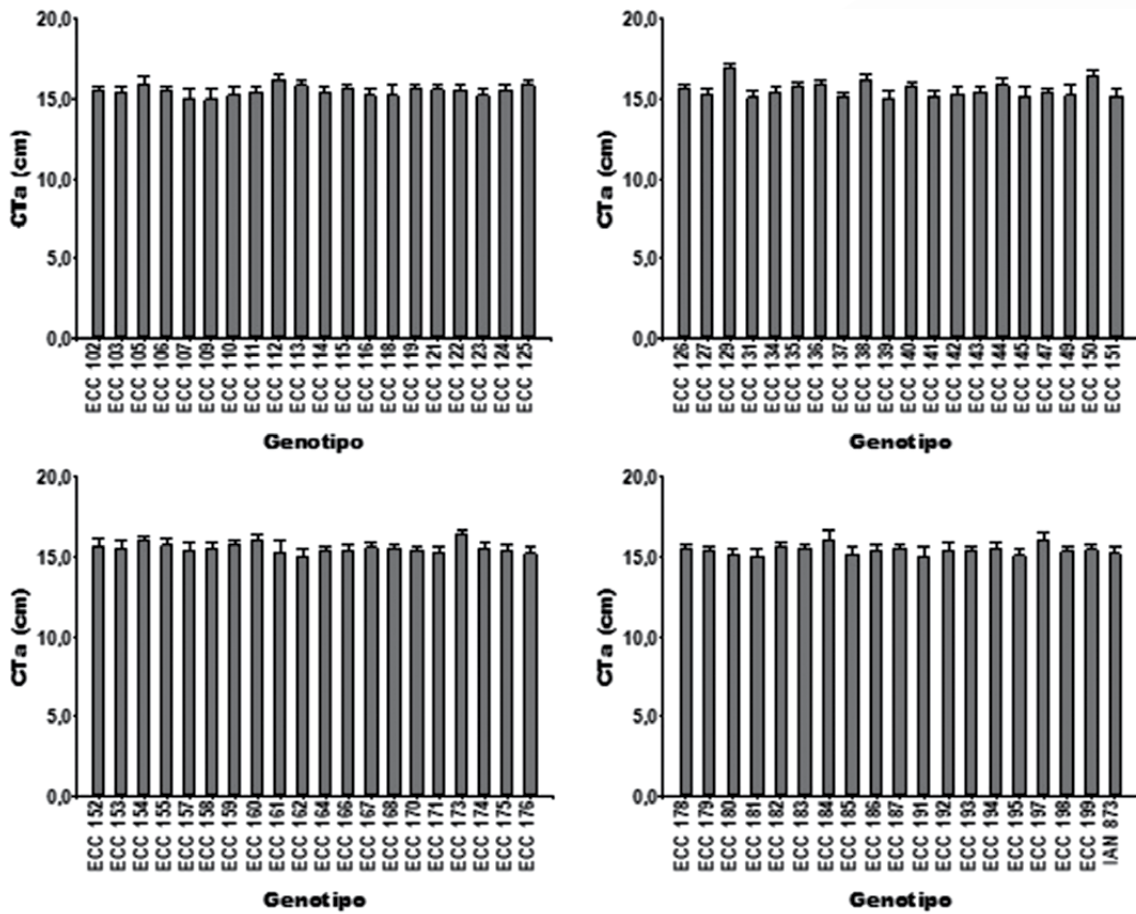 20,0
15,0
10,0
5,0
0,0
CTa (cm)
ECC 102
ECC 103
ECC 105
ECC 106
ECC 107
ECC 109
ECC 110
ECC 111
ECC 112
ECC 113
ECC 114
ECC 115
ECC 116
ECC 118
ECC 119
ECC 121
ECC 122
ECC 123
ECC 124
ECC 125
Genotipo
20,0
15,0
10,0
5,0
0,0
CTa (cm)
ECC 126
ECC 127
ECC 129
ECC 131
ECC 134
ECC 135
ECC 136
ECC 137
ECC 138
ECC 139
ECC 140
ECC 141
ECC 142
ECC 143
ECC 144
ECC 145
ECC 147
ECC 149
ECC 150
ECC 151
Genotipo
20,0
15,0
10,0
5,0
0,0
CTa (cm)
ECC 152
ECC 153
ECC 154
ECC 155
ECC 157
ECC 158
ECC 159
ECC 160
ECC 161
ECC 162
ECC 164
ECC 166
ECC 167
ECC 168
ECC 170
ECC 171
ECC 173
ECC 174
ECC 175
ECC 176
Genotipo
20,0
15,0
10,0
5,0
0,0
CTa (cm)
ECC 178
ECC 179
ECC 180
ECC 181
ECC 182
ECC 183
ECC 184
ECC 185
ECC 186
ECC 187
ECC 191
ECC 192
ECC 193
ECC 194
ECC 195
ECC 197
ECC 198
ECC 199
IAN 873
Genotipo